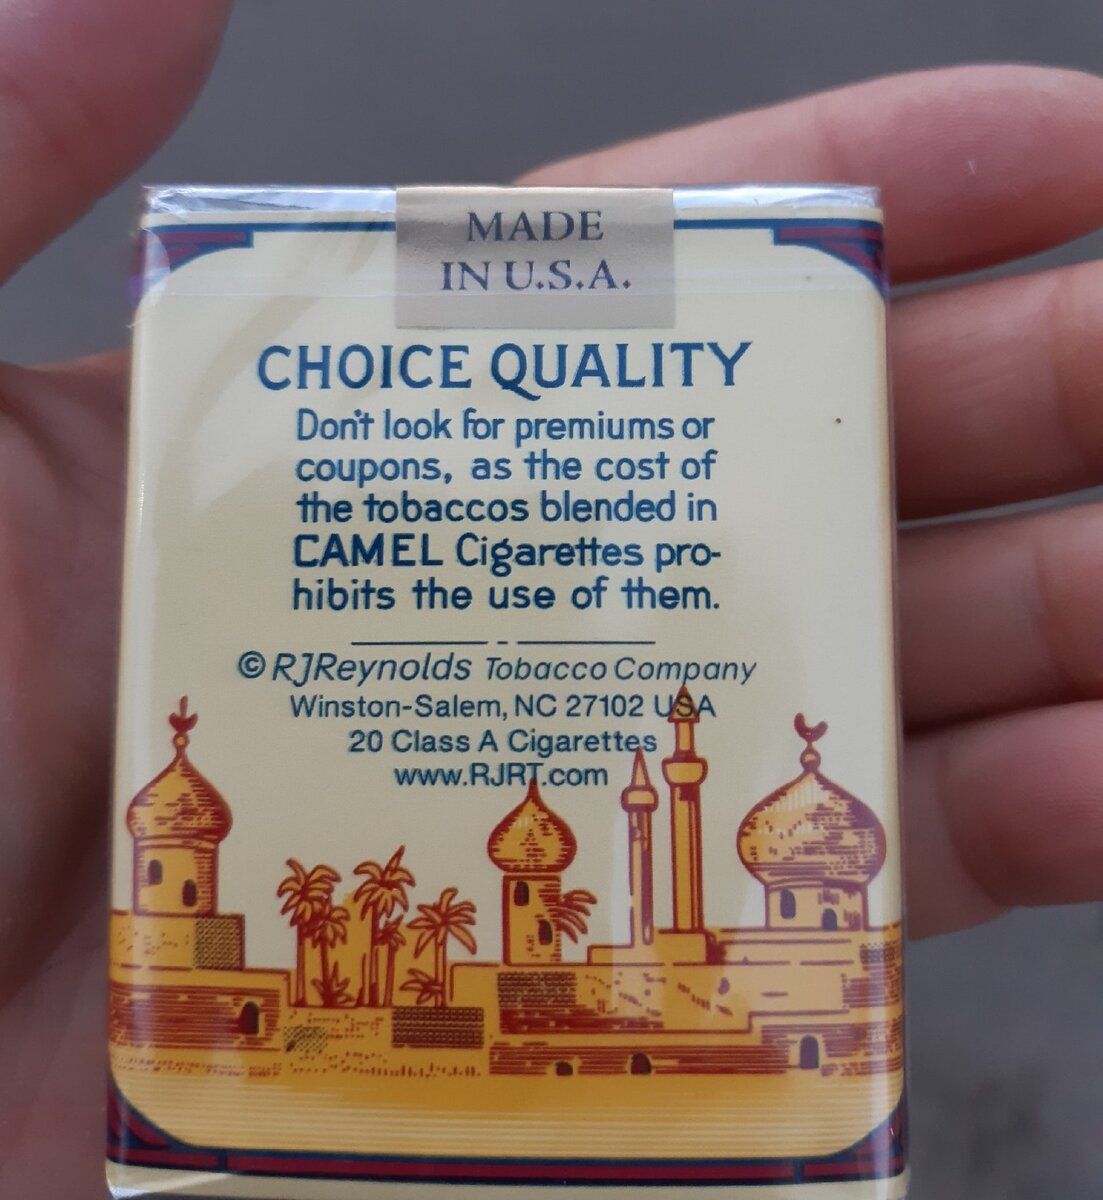 MADE
IN U.S.A.
CHOICE QUALITY
Don't look for premiums or
coupons, as the cost of
the tobaccos blended in
CAMEL Cigarettes pro-
hibits the use of them.
© RJReynolds Tobacco Company
Winston-Salem, NC 27102 USA
20 Class A Cigarettes
www.RJRT.com